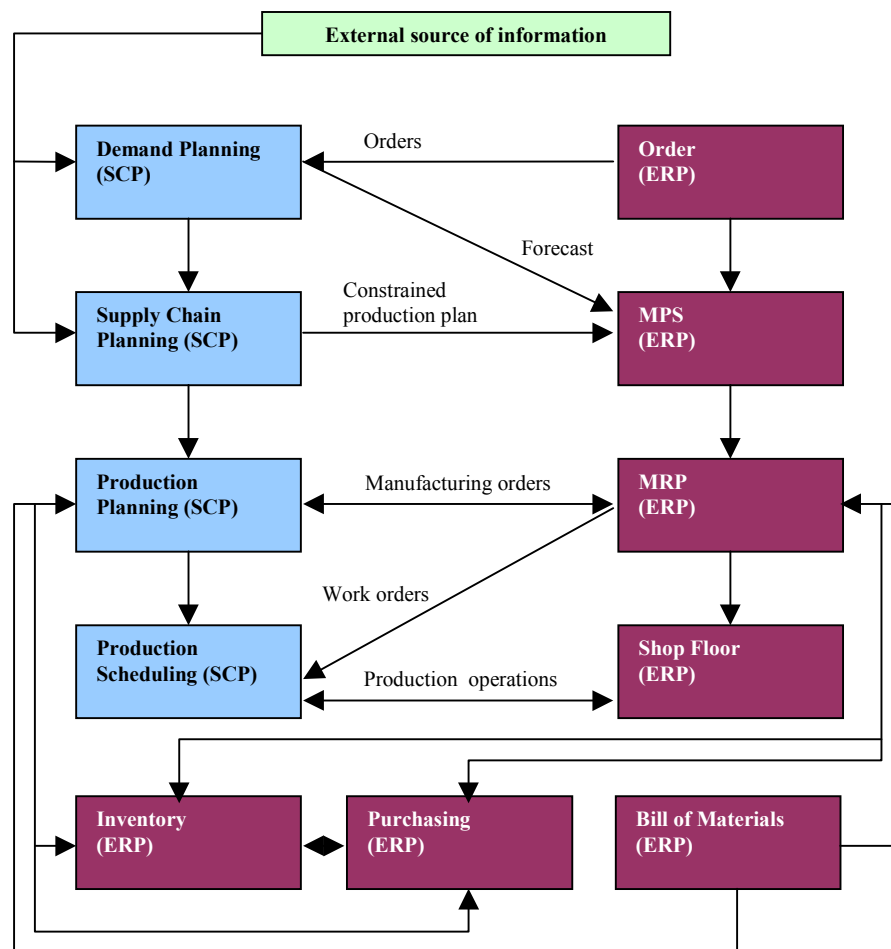 External source of information
Demand Planning
(SCP)
Orders
Order
(ERP)
Forecast
Constrained
production plan
Supply Chain
Planning (SCP)
MPS
(ERP)
Production
Planning (SCP)
Manufacturing orders
MRP
(ERP)
Work orders
Production
Scheduling (SCP)
Production operations
Shop Floor
(ERP)
Inventory
(ERP)
Purchasing
(ERP)
Bill of Materials
(ERP)